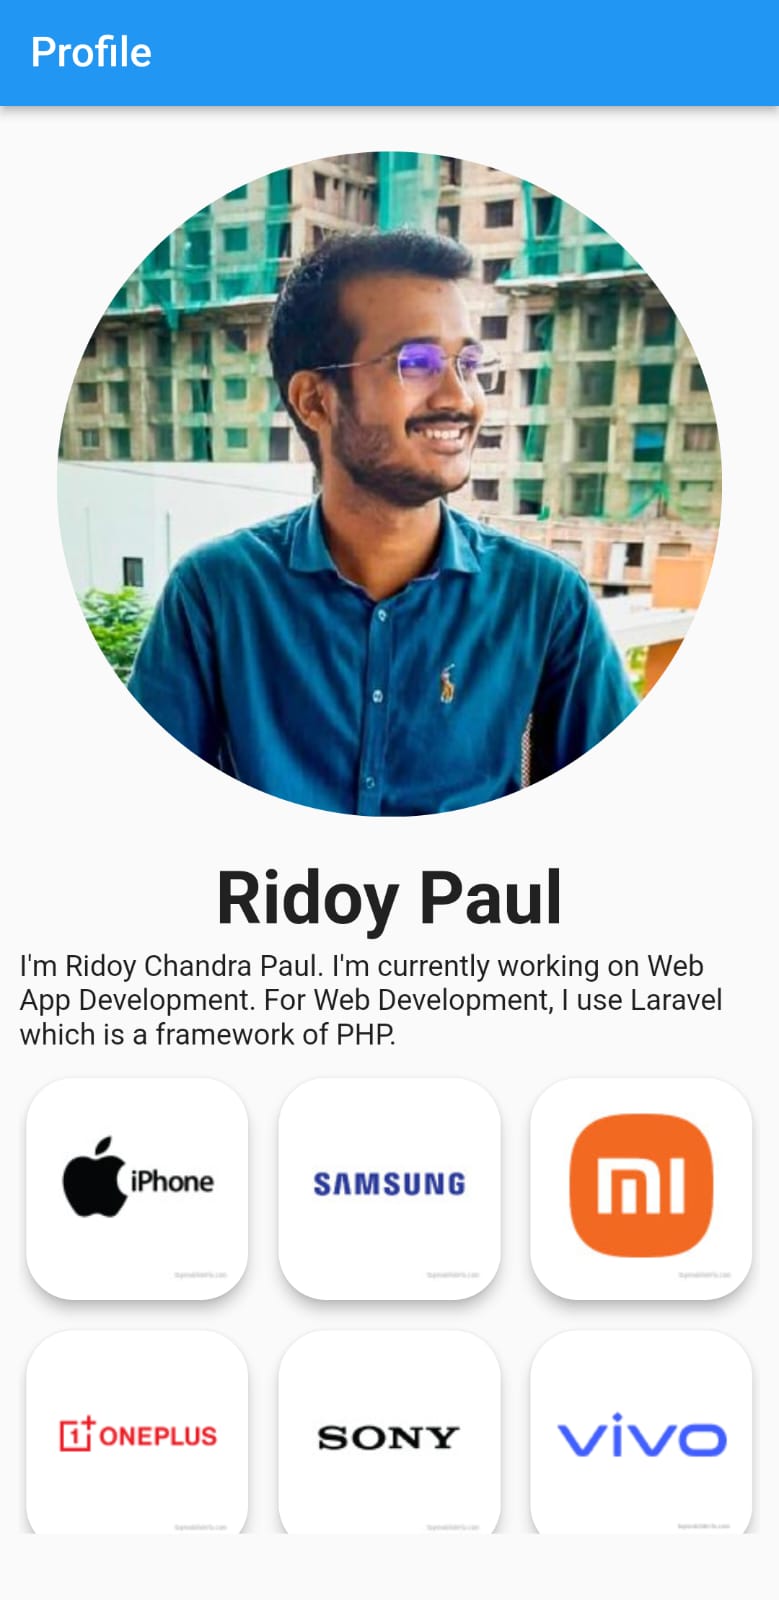 Profile
Ridoy Paul
I'm Ridoy Chandra Paul. I'm currently working on Web
App Development. For Web Development, I use Laravel
which is a framework of PHP.
iPhone
SAMSUNG
mi
1+ ONEPLUS
SONY
vivo